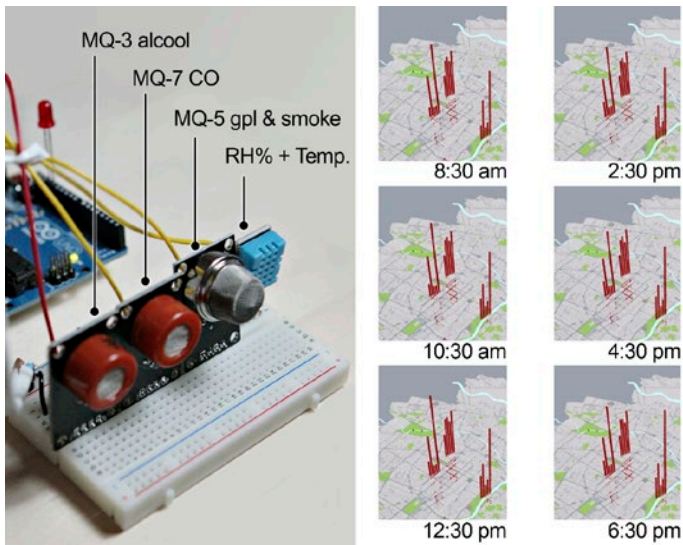 MQ-3 alcool
MQ-7 CO
MQ-5 gpl & smoke
RH% + Temp.
8:30 am
2:30 pm
10:30 am
4:30 pm
12:30 pm
6:30 pm